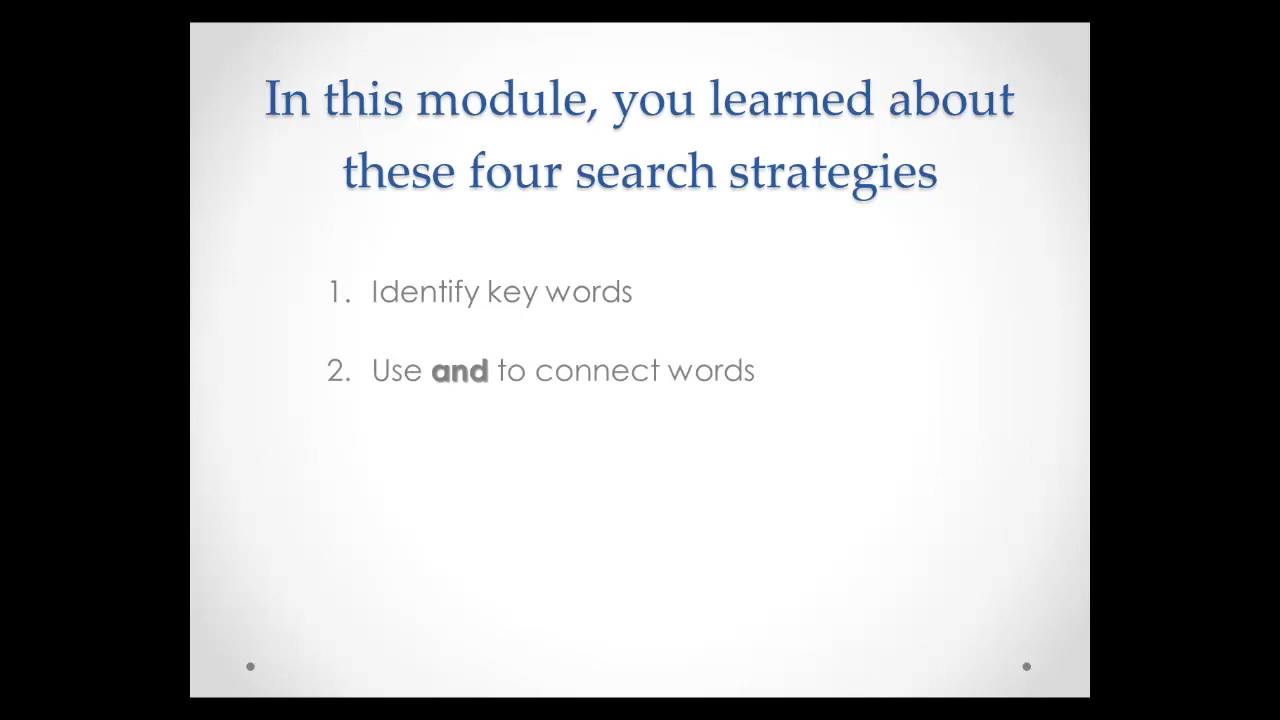 In this module, you learned about
these four search strategies
1. Identify key words
2. Use and to connect words